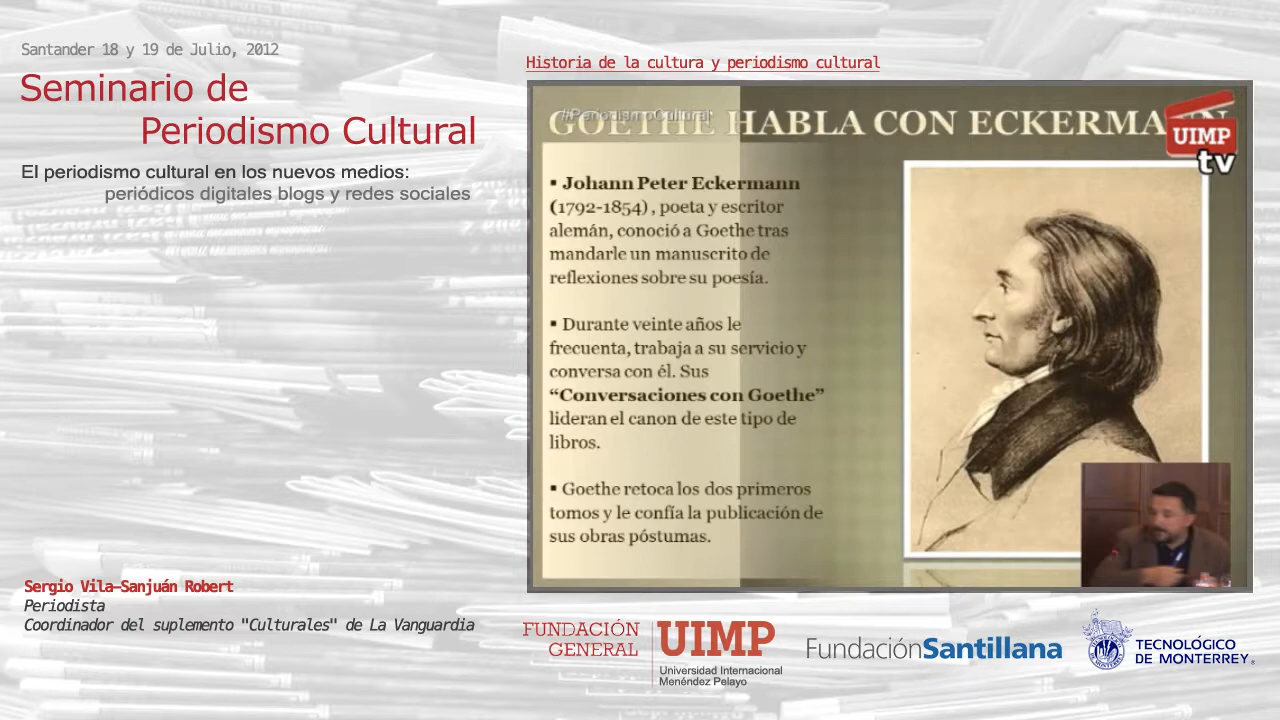 Santander 18 y 19 de Julio, 2012
Seminario de
Periodismo Cultural
El periodismo cultural en los nuevos medios:
periódicos digitales blogs y redes sociales
Historia de la cultura y periodismo cultural
#PeriodismoCultural
GOETHE HABLA CON ECKERMANN
UIMP
tv
▪ Johann Peter Eckermann
(1792-1854) , poeta y escritor
alemán, conoció a Goethe tras
mandarle un manuscrito de
reflexiones sobre su poesía.
▪ Durante veinte años le
frecuenta, trabaja a su servicio y
conversa con él. Sus
“Conversaciones con Goethe”
lideran el canon de este tipo de
libros.
▪ Goethe retoca los dos primeros
tomos y le confía la publicación de
sus obras póstumas.
Sergio Vila-Sanjuán Robert
Periodista
Coordinador del suplemento "Culturales" de La Vanguardia
FUNDACIÓN
GENERAL
UIMP
Universidad Internacional
Menéndez Pelayo
FundaciónSantillana
TECNOLÓGICO
DE MONTERREY.